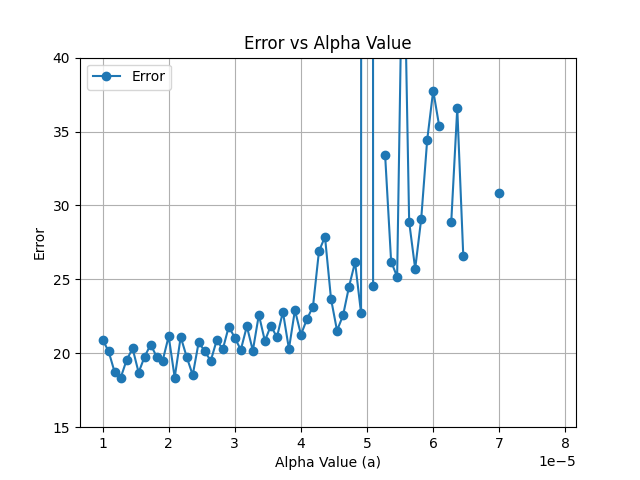 Error vs Alpha Value
Error
40
35
30
25
20
15
Error
1 2 3 4 5 6 7 8
1e−5
Alpha Value (a)